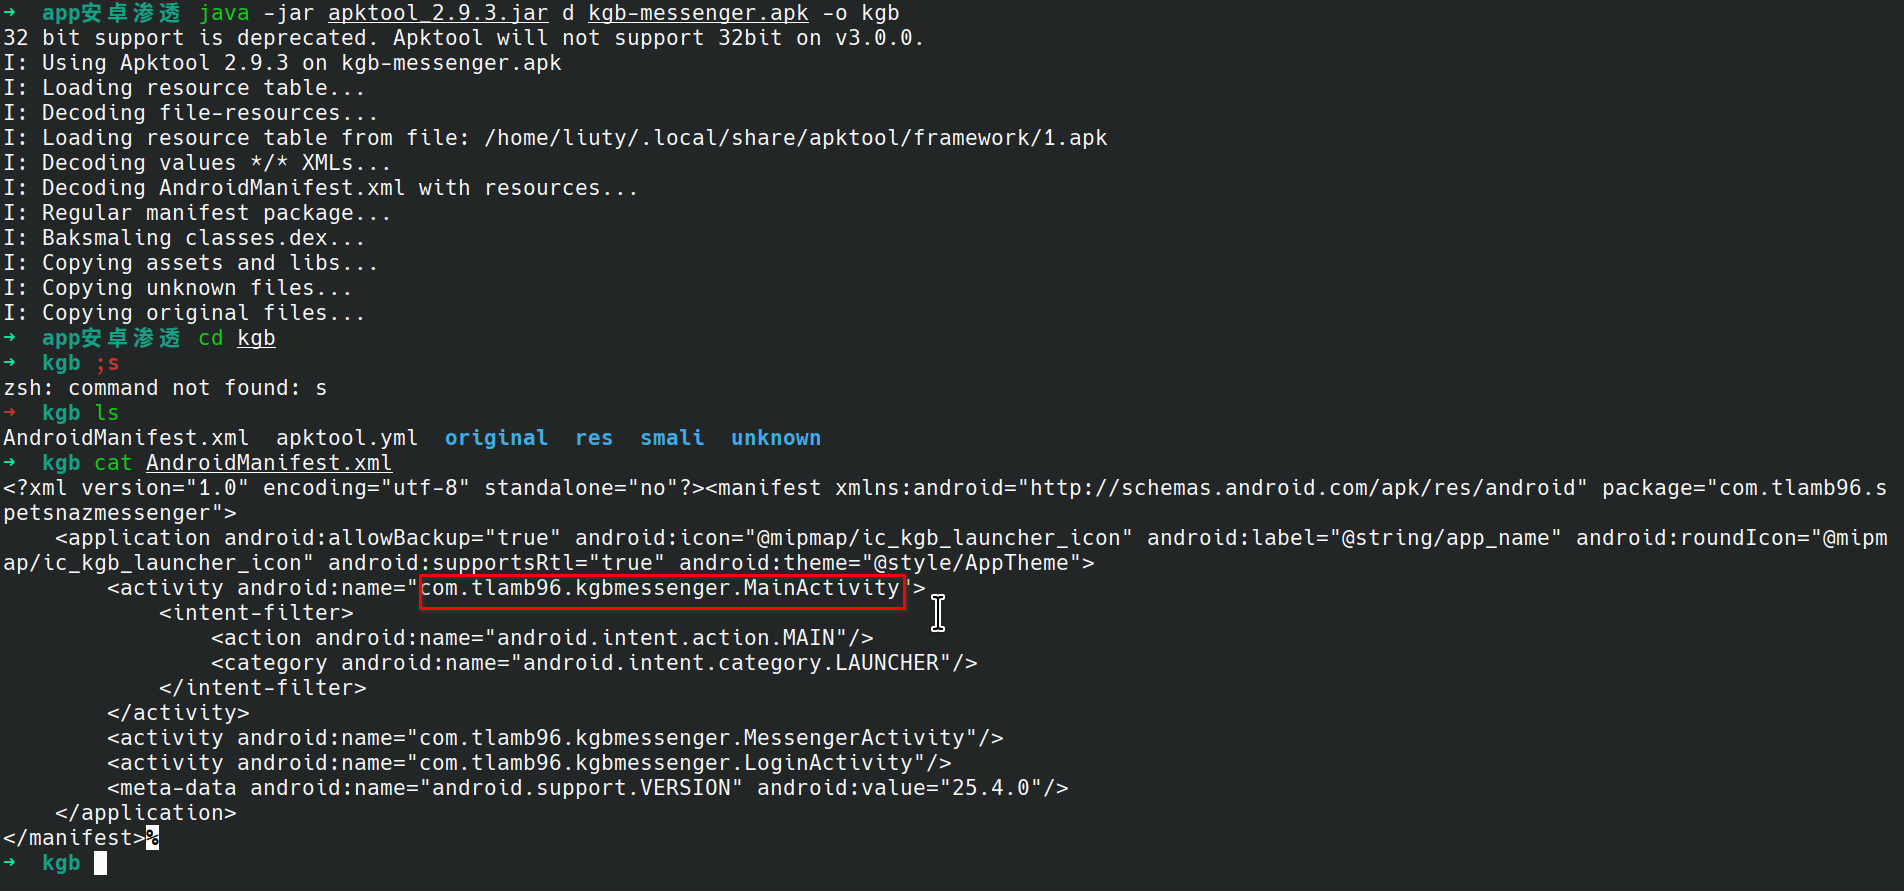 →  app安卓渗透 java -jar apktool_2.9.3.jar d kgb-messenger.apk -o kgb
32 bit support is deprecated. Apktool will not support 32bit on v3.0.0.
I: Using Apktool 2.9.3 on kgb-messenger.apk
I: Loading resource table...
I: Decoding file-resources...
I: Loading resource table from file: /home/liuty/.local/share/apktool/framework/1.apk
I: Decoding values */* XMLs...
I: Decoding AndroidManifest.xml with resources...
I: Regular manifest package...
I: Baksmaling classes.dex...
I: Copying assets and libs...
I: Copying unknown files...
I: Copying original files...
→  app安卓渗透 cd kgb
→  kgb ;s
zsh: command not found: s
→  kgb ls
AndroidManifest.xml  apktool.yml  original  res  smali  unknown
→  kgb cat AndroidManifest.xml
<?xml version="1.0" encoding="utf-8" standalone="no"?><manifest xmlns:android="http://schemas.android.com/apk/res/android" package="com.tlamb96.s
petsnazmessenger">
    <application android:allowBackup="true" android:icon="@mipmap/ic_kgb_launcher_icon" android:label="@string/app_name" android:roundIcon="@mipm
ap/ic_kgb_launcher_icon" android:supportsRtl="true" android:theme="@style/AppTheme">
        <activity android:name="com.tlamb96.kgbmessenger.MainActivity">
            <intent-filter>
                <action android:name="android.intent.action.MAIN"/>
                <category android:name="android.intent.category.LAUNCHER"/>
            </intent-filter>
        </activity>
        <activity android:name="com.tlamb96.kgbmessenger.MessengerActivity"/>
        <activity android:name="com.tlamb96.kgbmessenger.LoginActivity"/>
        <meta-data android:name="android.support.VERSION" android:value="25.4.0"/>
    </application>
</manifest>%
→  kgb